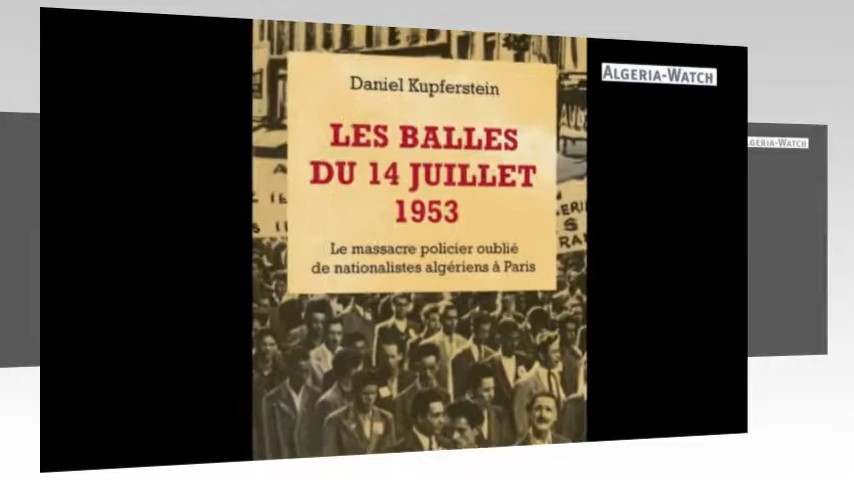 Daniel Kupferstein
LES BALLES
DU 14 JUILLET
1953
Le massacre policier oublié
de nationalistes algériens à Paris
ALGERIA-WATCH
LGERIA-WATCH